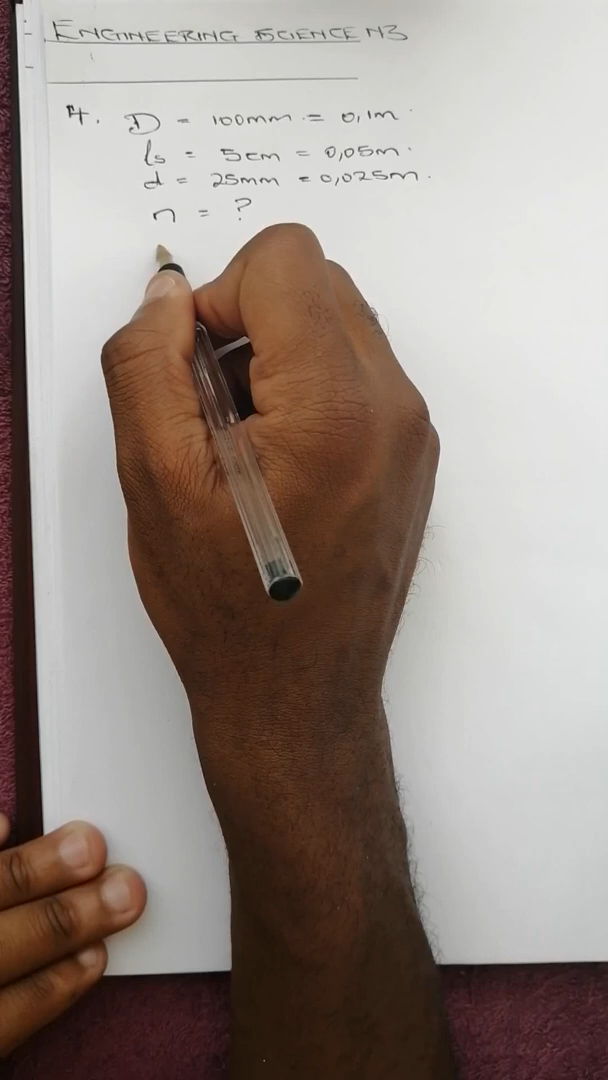 ENGINEERING SCIENCE N3
4. D = 100mm = 0,1m.
ls = 5cm = 0,05m.
d = 25mm = 0,025m.
n = ?